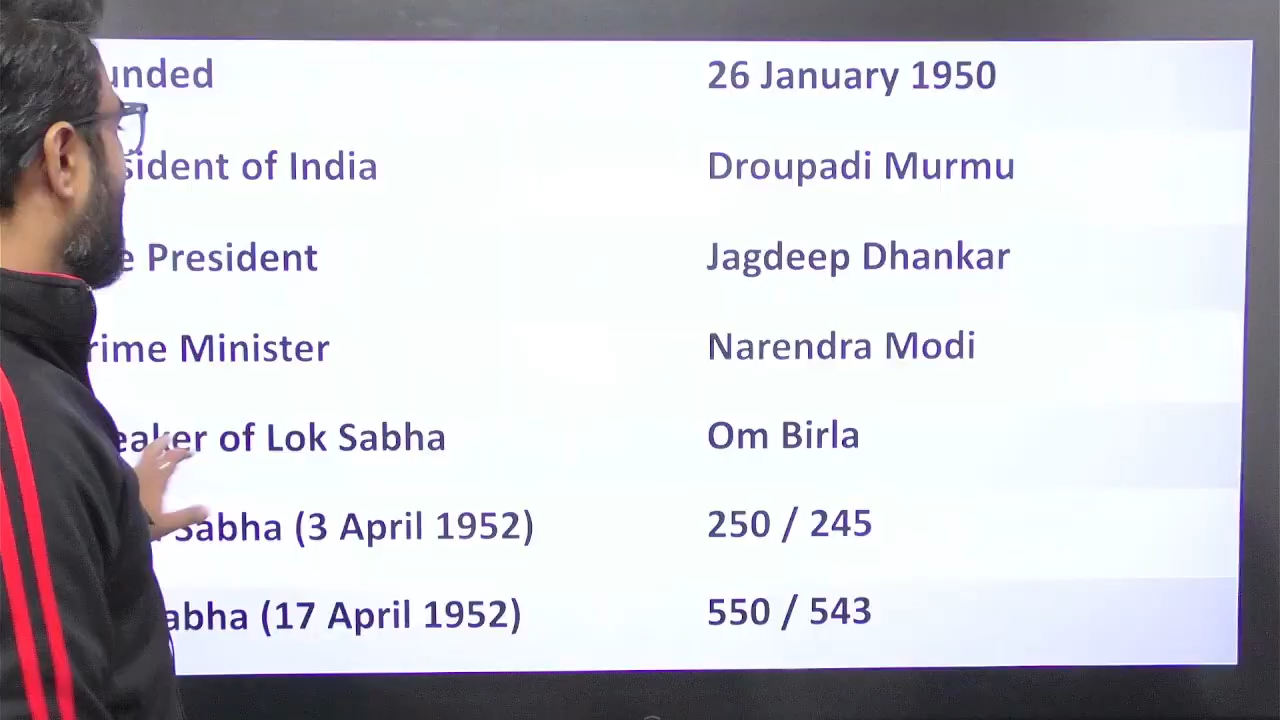 unded 26 January 1950
sident of India Droupadi Murmu
e President Jagdeep Dhankar
rime Minister Narendra Modi
eaker of Lok Sabha Om Birla
Sabha (3 April 1952) 250 / 245
abha (17 April 1952) 550 / 543